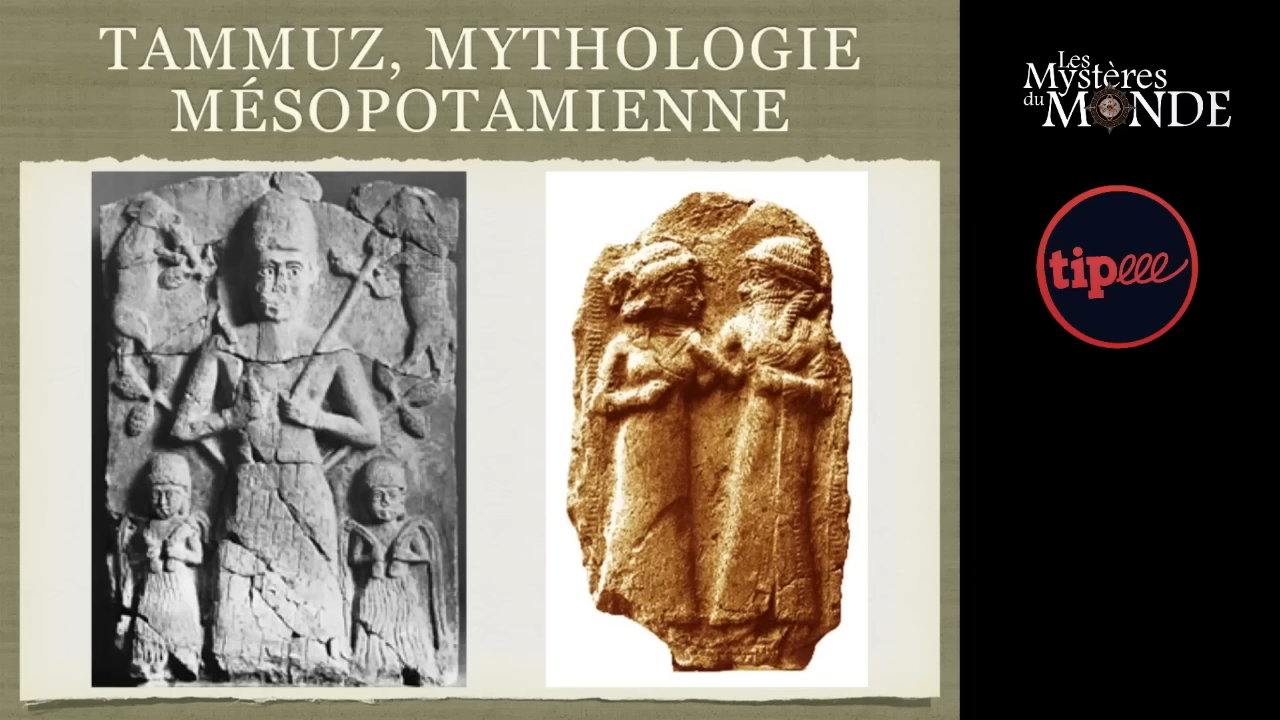 TAMMUZ, MYTHOLOGIE
MÉSOPOTAMIENNE
Les
Mystères
du MONDE
tipeee